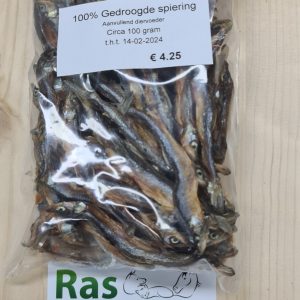 100% Gedroogde spiering
Aanvullend diervoeder
Circa 100 gram
t.h.t. 14-02-2024
€ 4.25
Ras